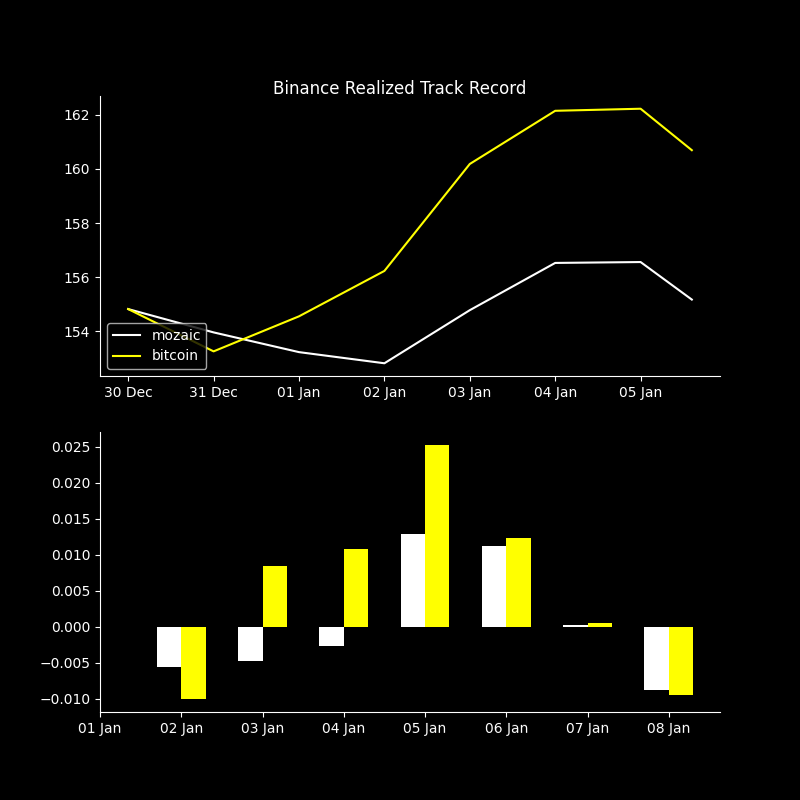 Binance Realized Track Record
162
160
158
156
154
mozaic
bitcoin
30 Dec 31 Dec 01 Jan 02 Jan 03 Jan 04 Jan 05 Jan
0.025
0.020
0.015
0.010
0.005
0.000
−0.005
−0.010
01 Jan 02 Jan 03 Jan 04 Jan 05 Jan 06 Jan 07 Jan 08 Jan